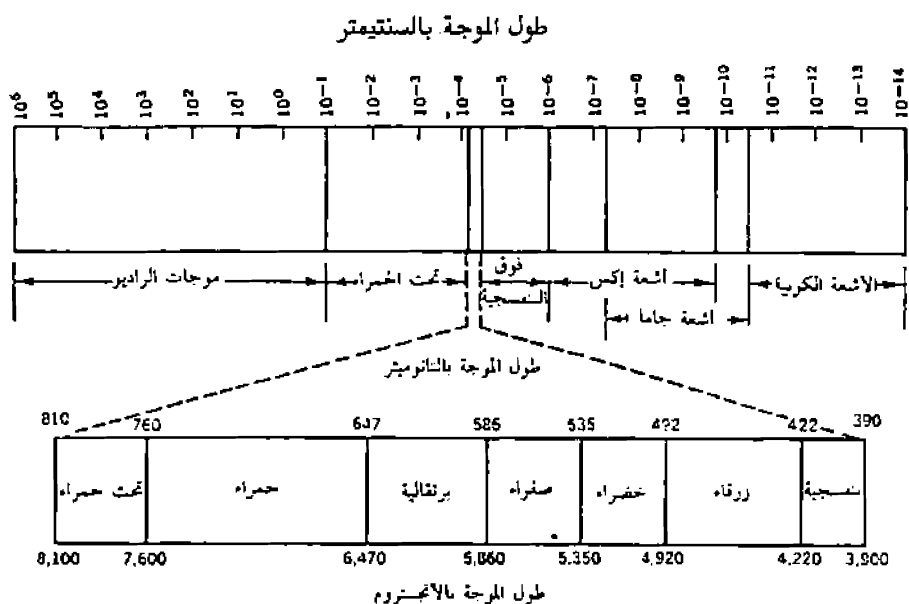 طول الموجة بالسنتيمتر
10⁶ 10⁵ 10⁴ 10³ 10² 10¹ 10⁰ 10⁻¹ 10⁻² 10⁻³ 10⁻⁴ 10⁻⁵ 10⁻⁶ 10⁻⁷ 10⁻⁸ 10⁻⁹ 10⁻¹⁰ 10⁻¹¹ 10⁻¹² 10⁻¹³ 10⁻¹⁴
موجات الراديو تحت الحمراء فوق البنفسجية أشعة إكس الأشعة الكونية
أشعة جاما
طول الموجة بالنانوميتر
810 760 647 585 535 492 422 390
تحت حمراء حمراء برتقالية صفراء خضراء زرقاء بنفسجية
8,100 7,600 6,470 5,860 5,350 4,920 4,220 3,900
طول الموجة بالأنجستروم